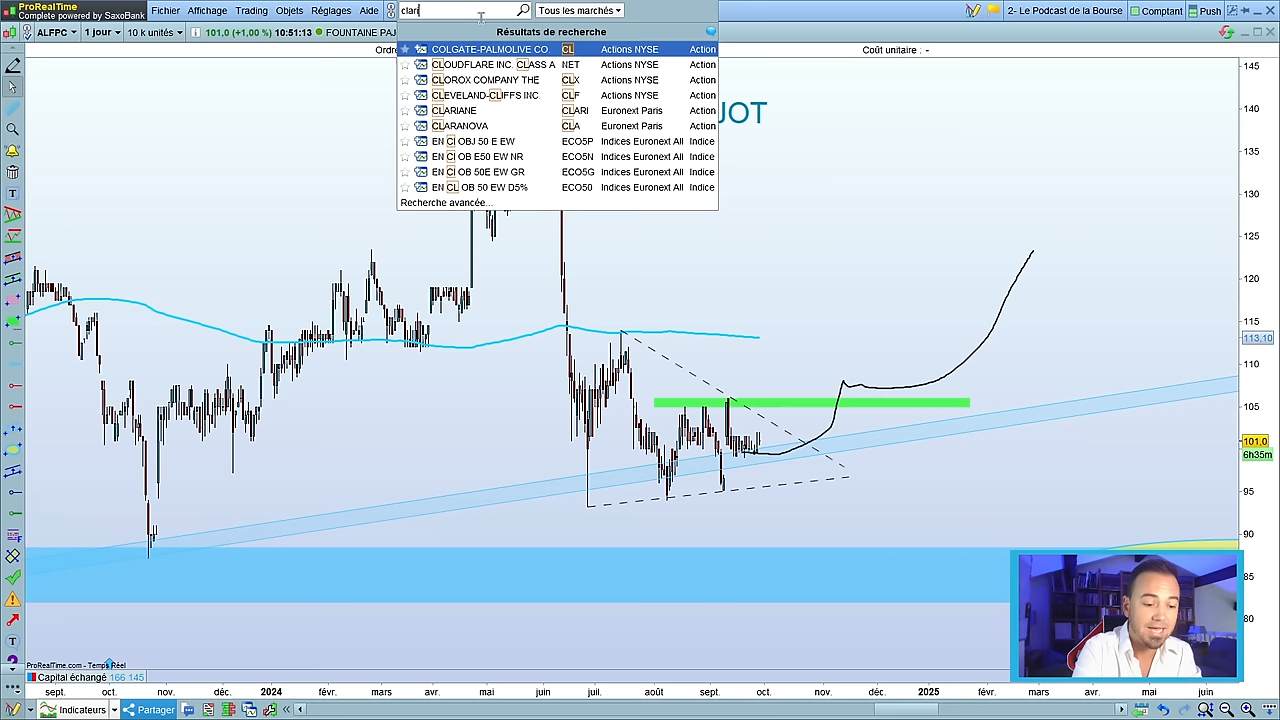 ProRealTime
Complete powered by SaxoBank
Fichier Affichage Trading Objets Réglages Aide
clari
Tous les marchés
2- Le Podcast de la Bourse Comptant Push
ALFPC 1 jour 10 k unités 101,0 (+1,00 %) 10:51:13 FOUNTAINE PAJ
Résultats de recherche
Ordre
Coût unitaire : -
COLGATE-PALMOLIVE CO CL Actions NYSE Action
CLOUDFLARE INC. CLASS A NET Actions NYSE Action
CLOROX COMPANY THE CLX Actions NYSE Action
CLEVELAND-CLIFFS INC. CLF Actions NYSE Action
CLARIANE CLARI Euronext Paris Action
CLARANOVA CLA Euronext Paris Action
EN Cl OBJ 50 E EW ECO5P Indices Euronext All Indice
EN Cl OB E50 EW NR ECO5N Indices Euronext All Indice
EN Cl OB 50E EW GR ECO5G Indices Euronext All Indice
EN CL OB 50 EW D5% ECO50 Indices Euronext All Indice
Recherche avancée...
JOT
145
140
135
130
125
120
115
113,10
105
101,0
6h35m
95
90
85
80
ProRealTime.com - Temps Réel
Capital échangé 166 145
sept. oct. nov. déc. 2024 févr. mars avr. mai juin juil. août sept. oct. nov. déc. 2025 févr. mars avr. mai juin
Indicateurs Partager